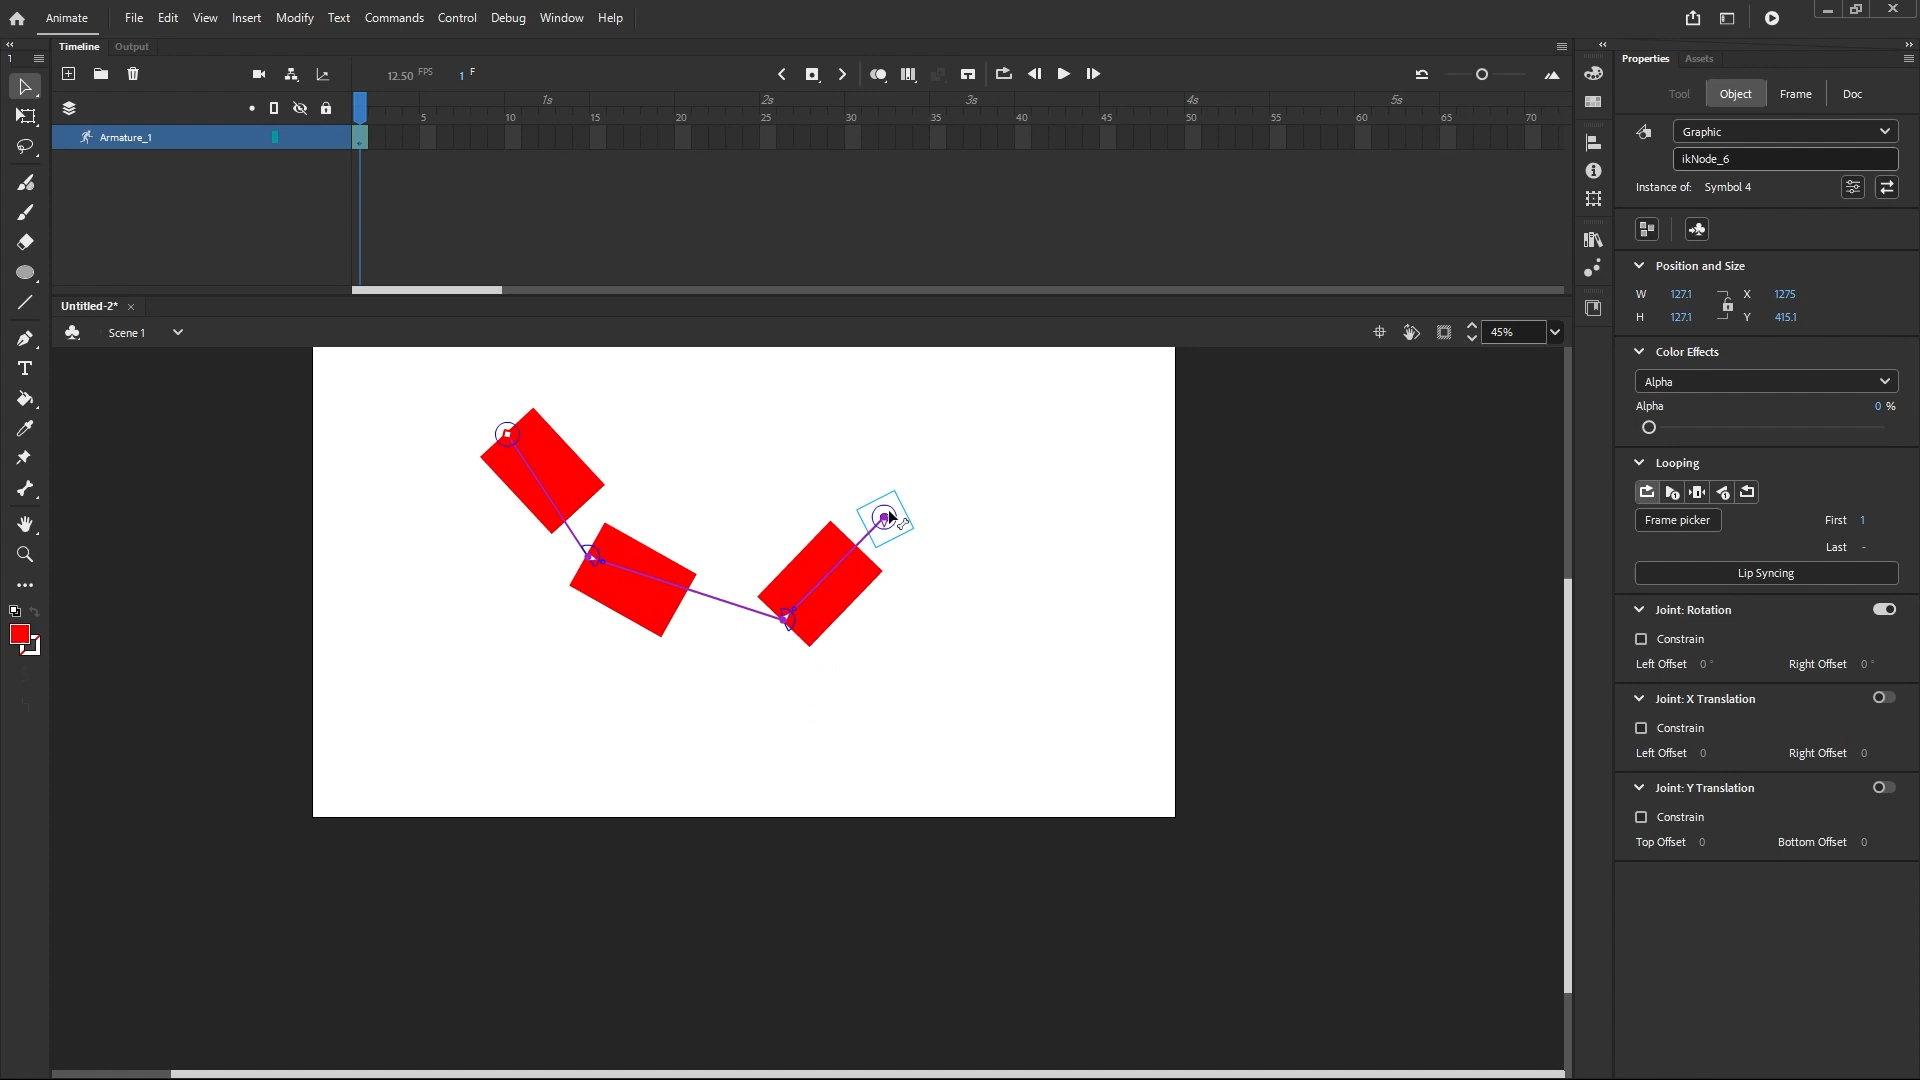 Animate File Edit View Insert Modify Text Commands Control Debug Window Help
Timeline Output
12.50 FPS 1 F
1s 2s 3s 4s 5s
5 10 15 20 25 30 35 40 45 50 55 60 65 70
Armature_1
Untitled-2* ×
Scene 1
45%
Properties Assets
Tool Object Frame Doc
Graphic
ikNode_6
Instance of: Symbol 4
Position and Size
W 127.1 X 1275
H 127.1 Y 415.1
Color Effects
Alpha
Alpha 0 %
Looping
Frame picker First 1
Last -
Lip Syncing
Joint: Rotation
Constrain
Left Offset 0 ° Right Offset 0 °
Joint: X Translation
Constrain
Left Offset 0 Right Offset 0
Joint: Y Translation
Constrain
Top Offset 0 Bottom Offset 0